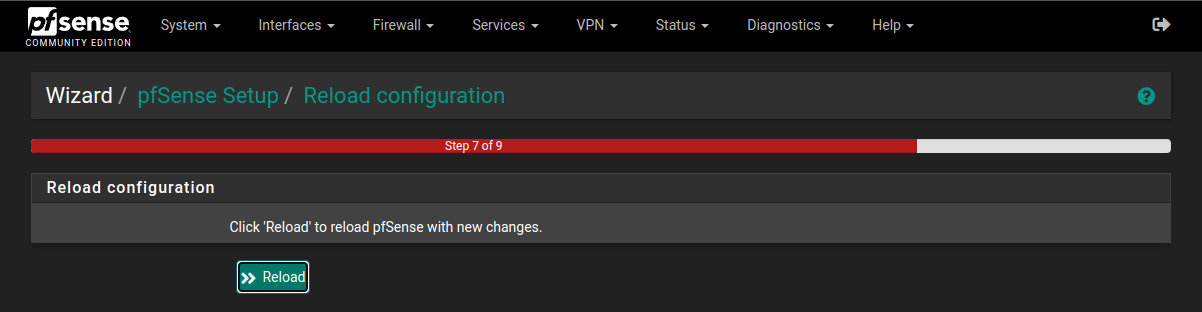 pfsense
COMMUNITY EDITION
System Interfaces Firewall Services VPN Status Diagnostics Help
Wizard / pfSense Setup / Reload configuration
Step 7 of 9
Reload configuration
Click 'Reload' to reload pfSense with new changes.
Reload